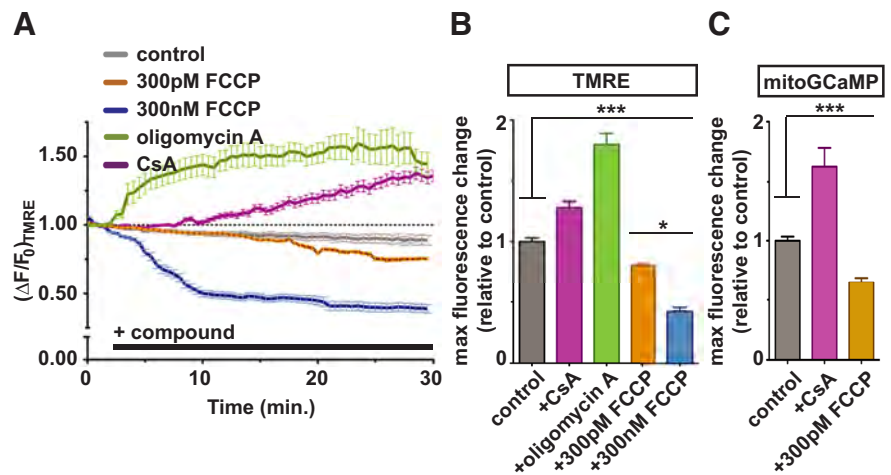 A
control
300pM FCCP
300nM FCCP
oligomycin A
CsA
(ΔF/F0)TMRE
1.50
1.00
0.50
0.00
+ compound
0
10
20
30
Time (min.)
B
TMRE
***
*
max fluorescence change
(relative to control)
2
1
0
control
+CsA
+oligomycin A
+300pM FCCP
+300nM FCCP
C
mitoGCaMP
***
max fluorescence change
(relative to control)
2
1
0
control
+CsA
+300pM FCCP